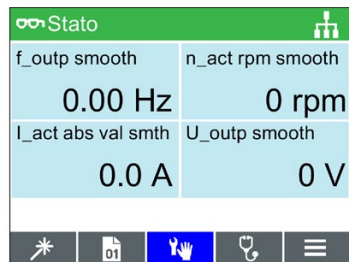 Stato
f_outp smooth
n_act rpm smooth
0.00 Hz
0 rpm
I_act abs val smth
U_outp smooth
0.0 A
0 V
01